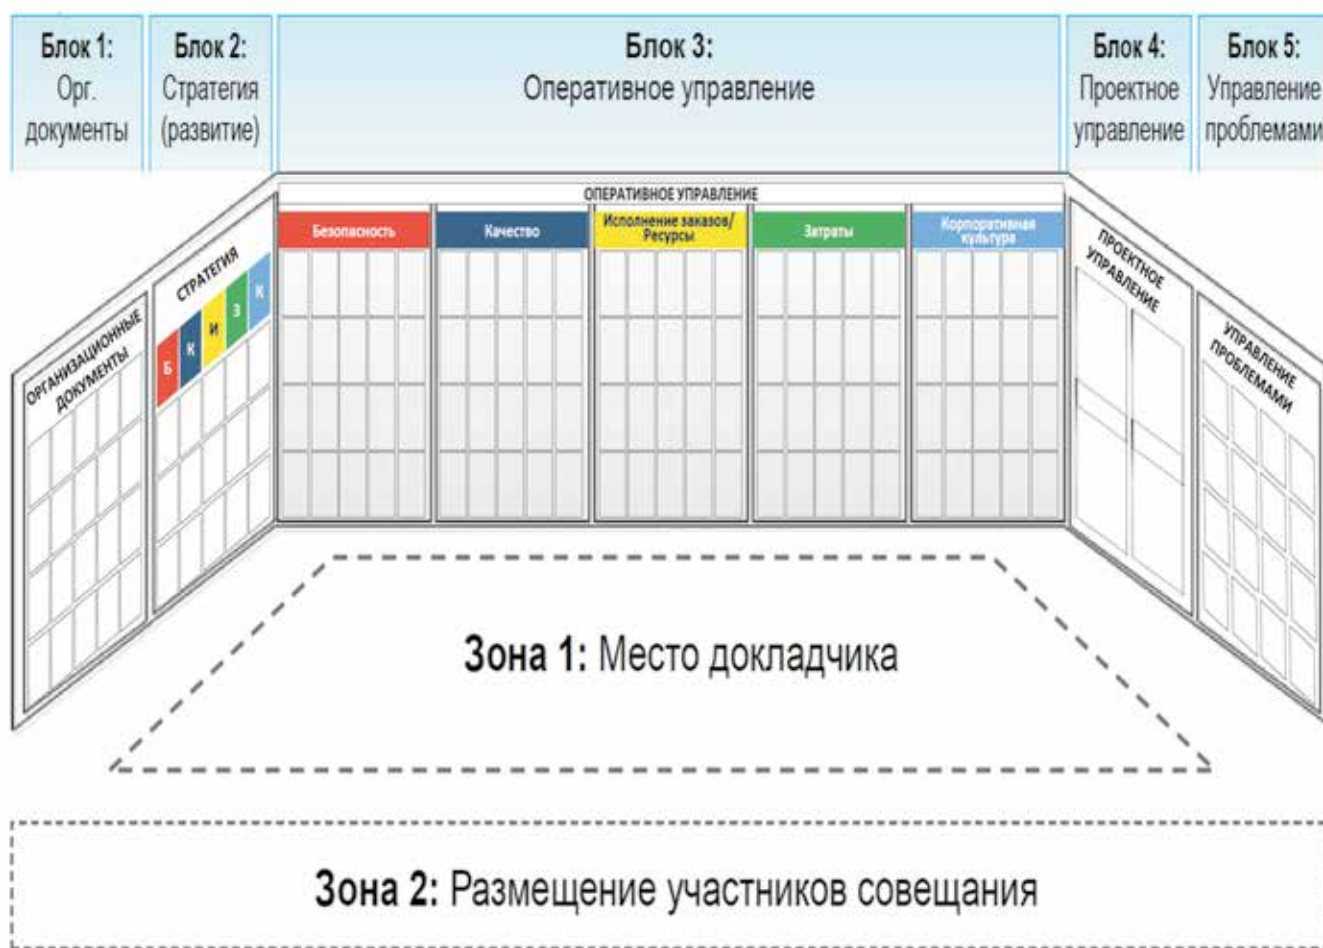 Блок 1:
Орг.
документы
Блок 2:
Стратегия
(развитие)
Блок 3:
Оперативное управление
Блок 4:
Проектное
управление
Блок 5:
Управление
проблемами
ОРГАНИЗАЦИОННЫЕ
ДОКУМЕНТЫ
СТРАТЕГИЯ
Б К И З К
ОПЕРАТИВНОЕ УПРАВЛЕНИЕ
Безопасность
Качество
Исполнение заказов/
Ресурсы
Затраты
Корпоративная
культура
ПРОЕКТНОЕ
УПРАВЛЕНИЕ
УПРАВЛЕНИЕ
ПРОБЛЕМАМИ
Зона 1: Место докладчика
Зона 2: Размещение участников совещания